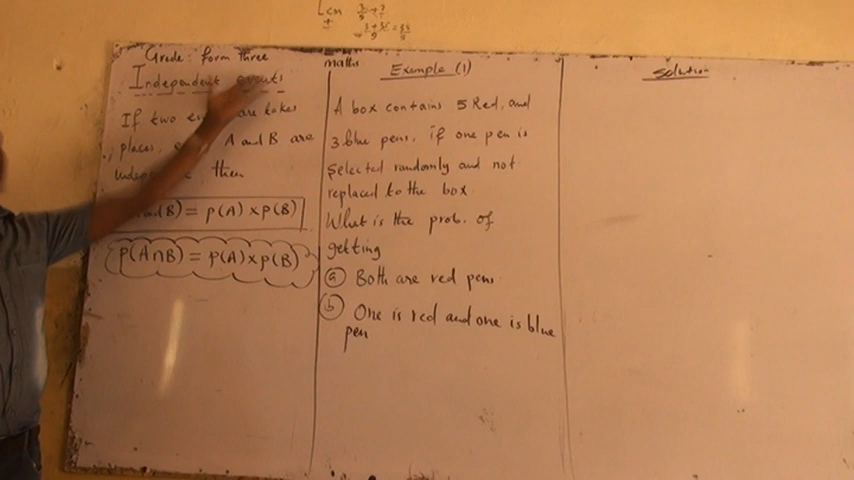 Grade: Form Three
maths
Independent events
If two are takes
places, A and B are
then
B) = P(A) x P(B)
P(A∩B) = P(A) x P(B)
Example (1)
A box contains 5 Red, and
3 blue pens, if one pen is
Selected randomly and not
replaced to the box.
What is the prob. of
getting
(a) Both are red pens
(b) One is red and one is blue
pen
Solution